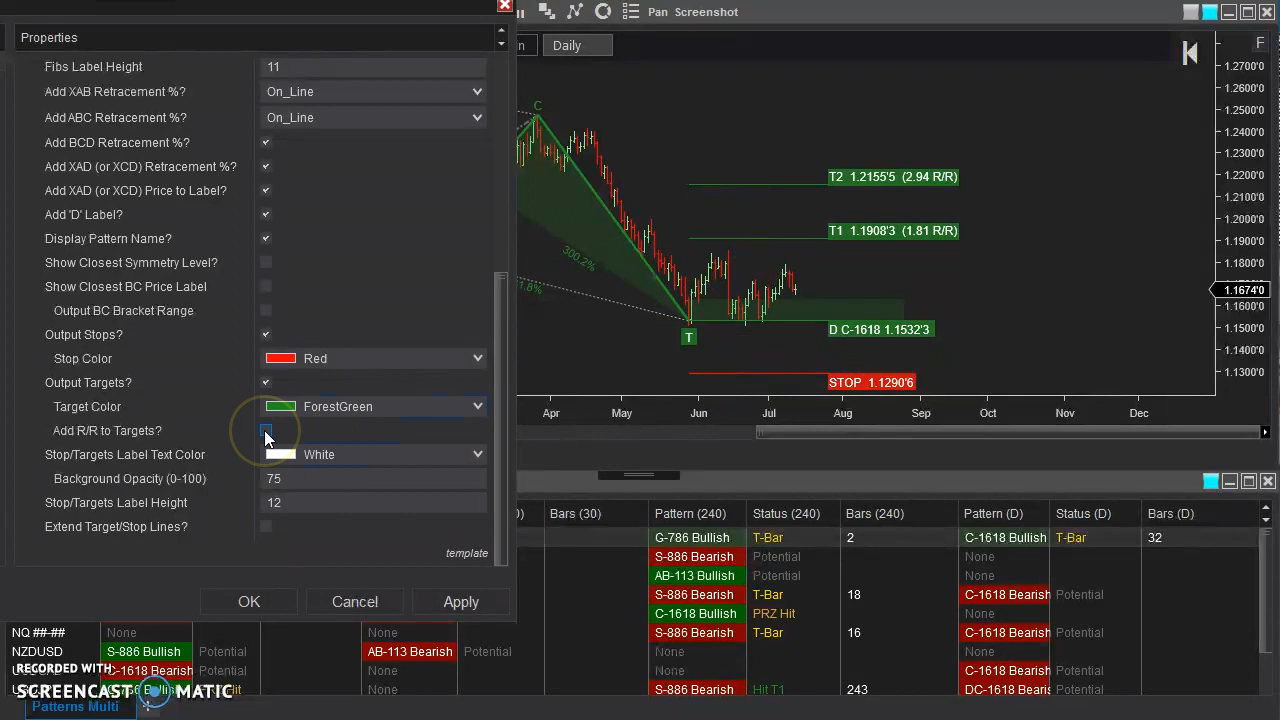 Pan Screenshot
Properties
Daily
F
Fibs Label Height 11
Add XAB Retracement %? On_Line
Add ABC Retracement %? On_Line
Add BCD Retracement %?
Add XAD (or XCD) Retracement %?
Add XAD (or XCD) Price to Label?
Add 'D' Label?
Display Pattern Name?
Show Closest Symmetry Level?
Show Closest BC Price Label
Output BC Bracket Range
Output Stops?
Stop Color Red
Output Targets?
Target Color ForestGreen
Add R/R to Targets?
Stop/Targets Label Text Color White
Background Opacity (0-100) 75
Stop/Targets Label Height 12
Extend Target/Stop Lines?
template
OK Cancel Apply
C
300.2%
T
T2 1.2155'5 (2.94 R/R)
T1 1.1908'3 (1.81 R/R)
D C-1618 1.1532'3
STOP 1.1290'6
1.2700'0
1.2600'0
1.2500'0
1.2400'0
1.2300'0
1.2200'0
1.2100'0
1.2000'0
1.1900'0
1.1800'0
1.1674'0
1.1600'0
1.1500'0
1.1400'0
1.1300'0
Apr May Jun Jul Aug Sep Oct Nov Dec
Bars (30) Pattern (240) Status (240) Bars (240) Pattern (D) Status (D) Bars (D)
G-786 Bullish T-Bar 2 C-1618 Bullish T-Bar 32
S-886 Bearish Potential None
AB-113 Bullish Potential None
S-886 Bearish T-Bar 18 C-1618 Bearish Potential
C-1618 Bullish PRZ Hit C-1618 Bearish
NQ ##-## None None S-886 Bearish T-Bar 16 C-1618 Bearish Potential
NZDUSD S-886 Bullish Potential AB-113 Bearish Potential None None
C-1618 Bearish Potential None None C-1618 Bearish Potential
None S-886 Bearish Hit T1 243 DC-1618 Bearis Potential
RECORDED WITH
SCREENCAST MATIC
Patterns Multi +